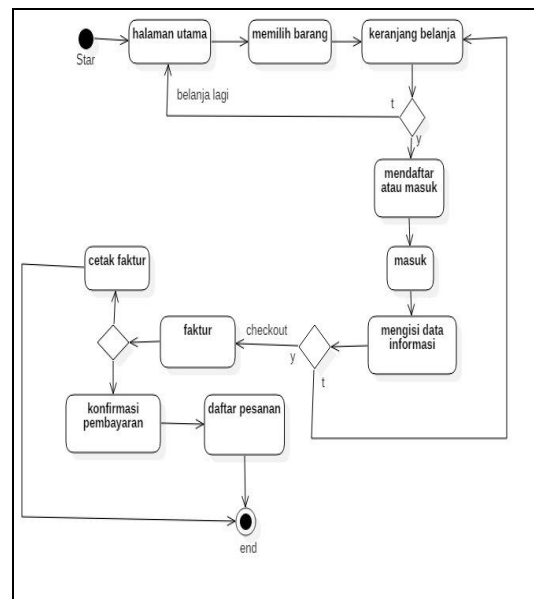 Star
halaman utama
memilih barang
keranjang belanja
belanja lagi
t
y
mendaftar
atau masuk
masuk
mengisi data
informasi
checkout
y
t
faktur
cetak faktur
konfirmasi
pembayaran
daftar pesanan
end